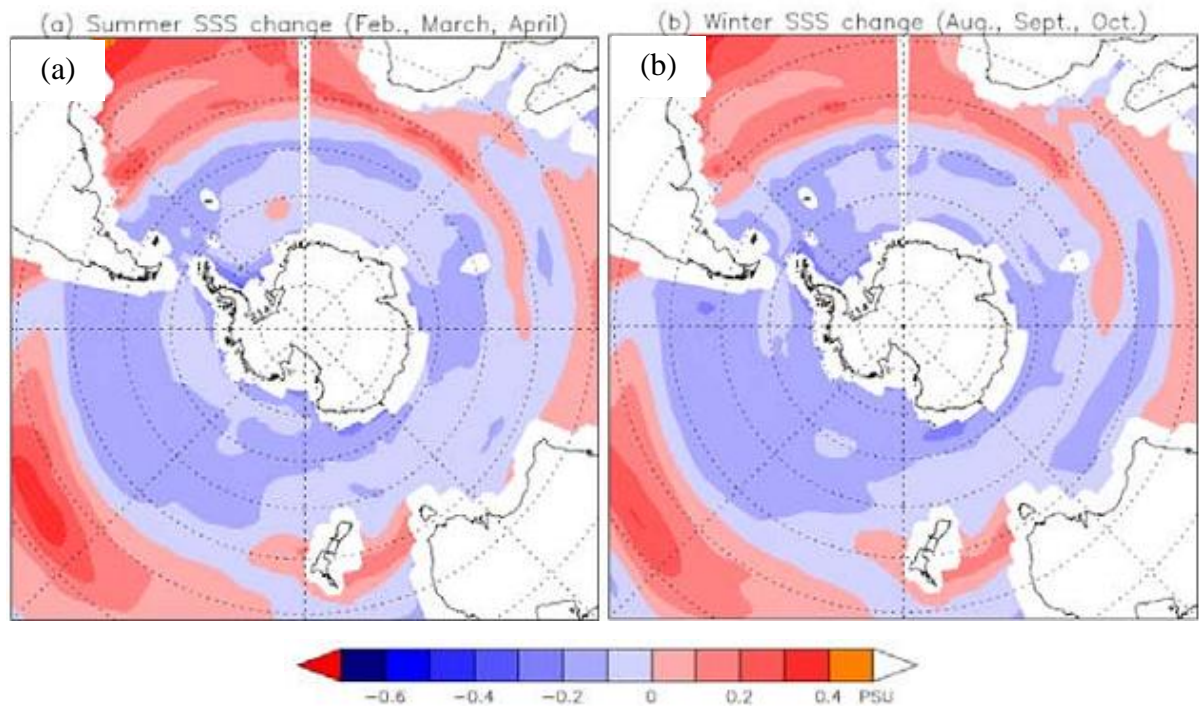 (a) Summer SSS change (Feb., March, April)
(b) Winter SSS change (Aug., Sept., Oct.)
(a)
(b)
−0.6 −0.4 −0.2 0 0.2 0.4 PSU